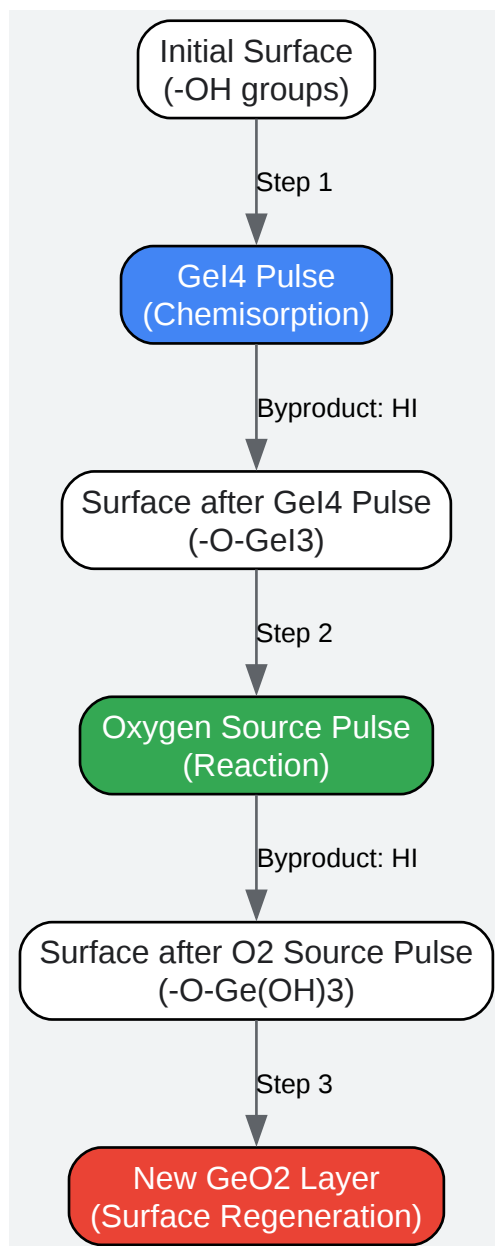 Initial Surface
(-OH groups)
Step 1
GeI4 Pulse
(Chemisorption)
Byproduct: HI
Surface after GeI4 Pulse
(-O-GeI3)
Step 2
Oxygen Source Pulse
(Reaction)
Byproduct: HI
Surface after O2 Source Pulse
(-O-Ge(OH)3)
Step 3
New GeO2 Layer
(Surface Regeneration)